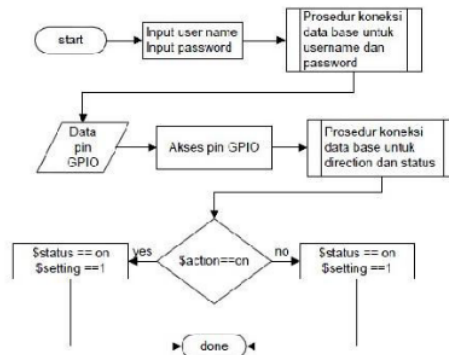 start
Input user name
Input password
Prosedur koneksi
data base untuk
username dan
password
Data
pin
GPIO
Akses pin GPIO
Prosedur koneksi
data base untuk
direction dan status
$action==on
yes
no
$status == on
$setting ==1
$status == on
$setting ==1
done